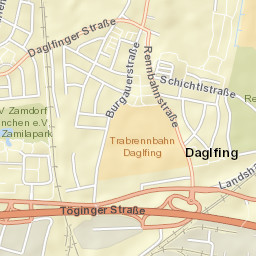 Daglfinger Straße
Burgauerstraße
Rennbahnstraße
Schichtlstraße
V Zamdorf
nchen e.V.
Zamilapark
Trabrennbahn
Daglfing
Daglfing
Landsh
Töginger Straße